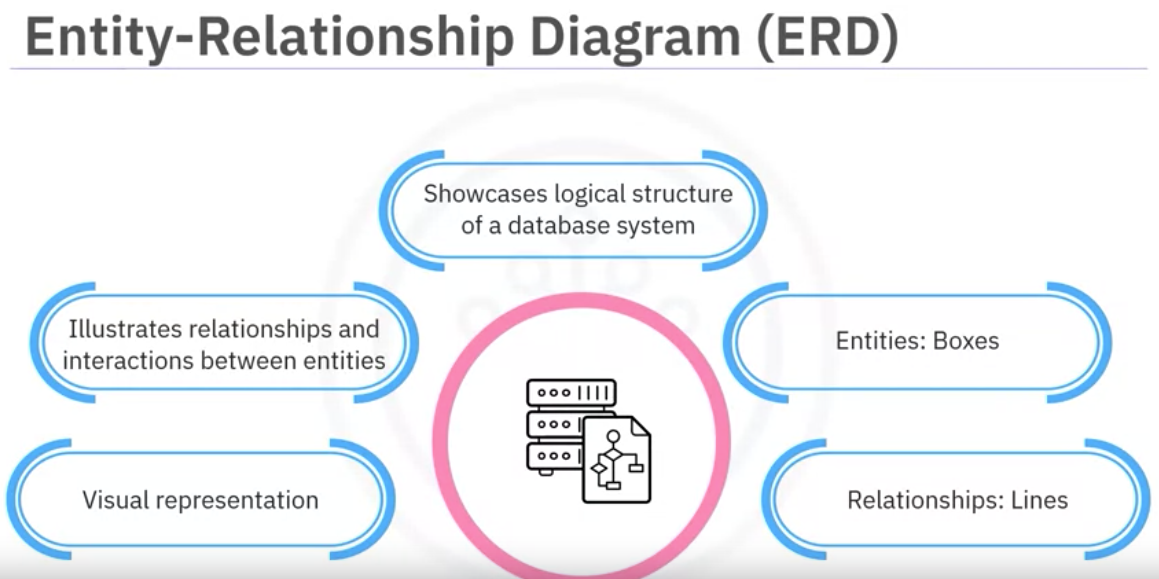 Entity-Relationship Diagram (ERD)
Showcases logical structure
of a database system
Illustrates relationships and
interactions between entities
Entities: Boxes
Visual representation
Relationships: Lines